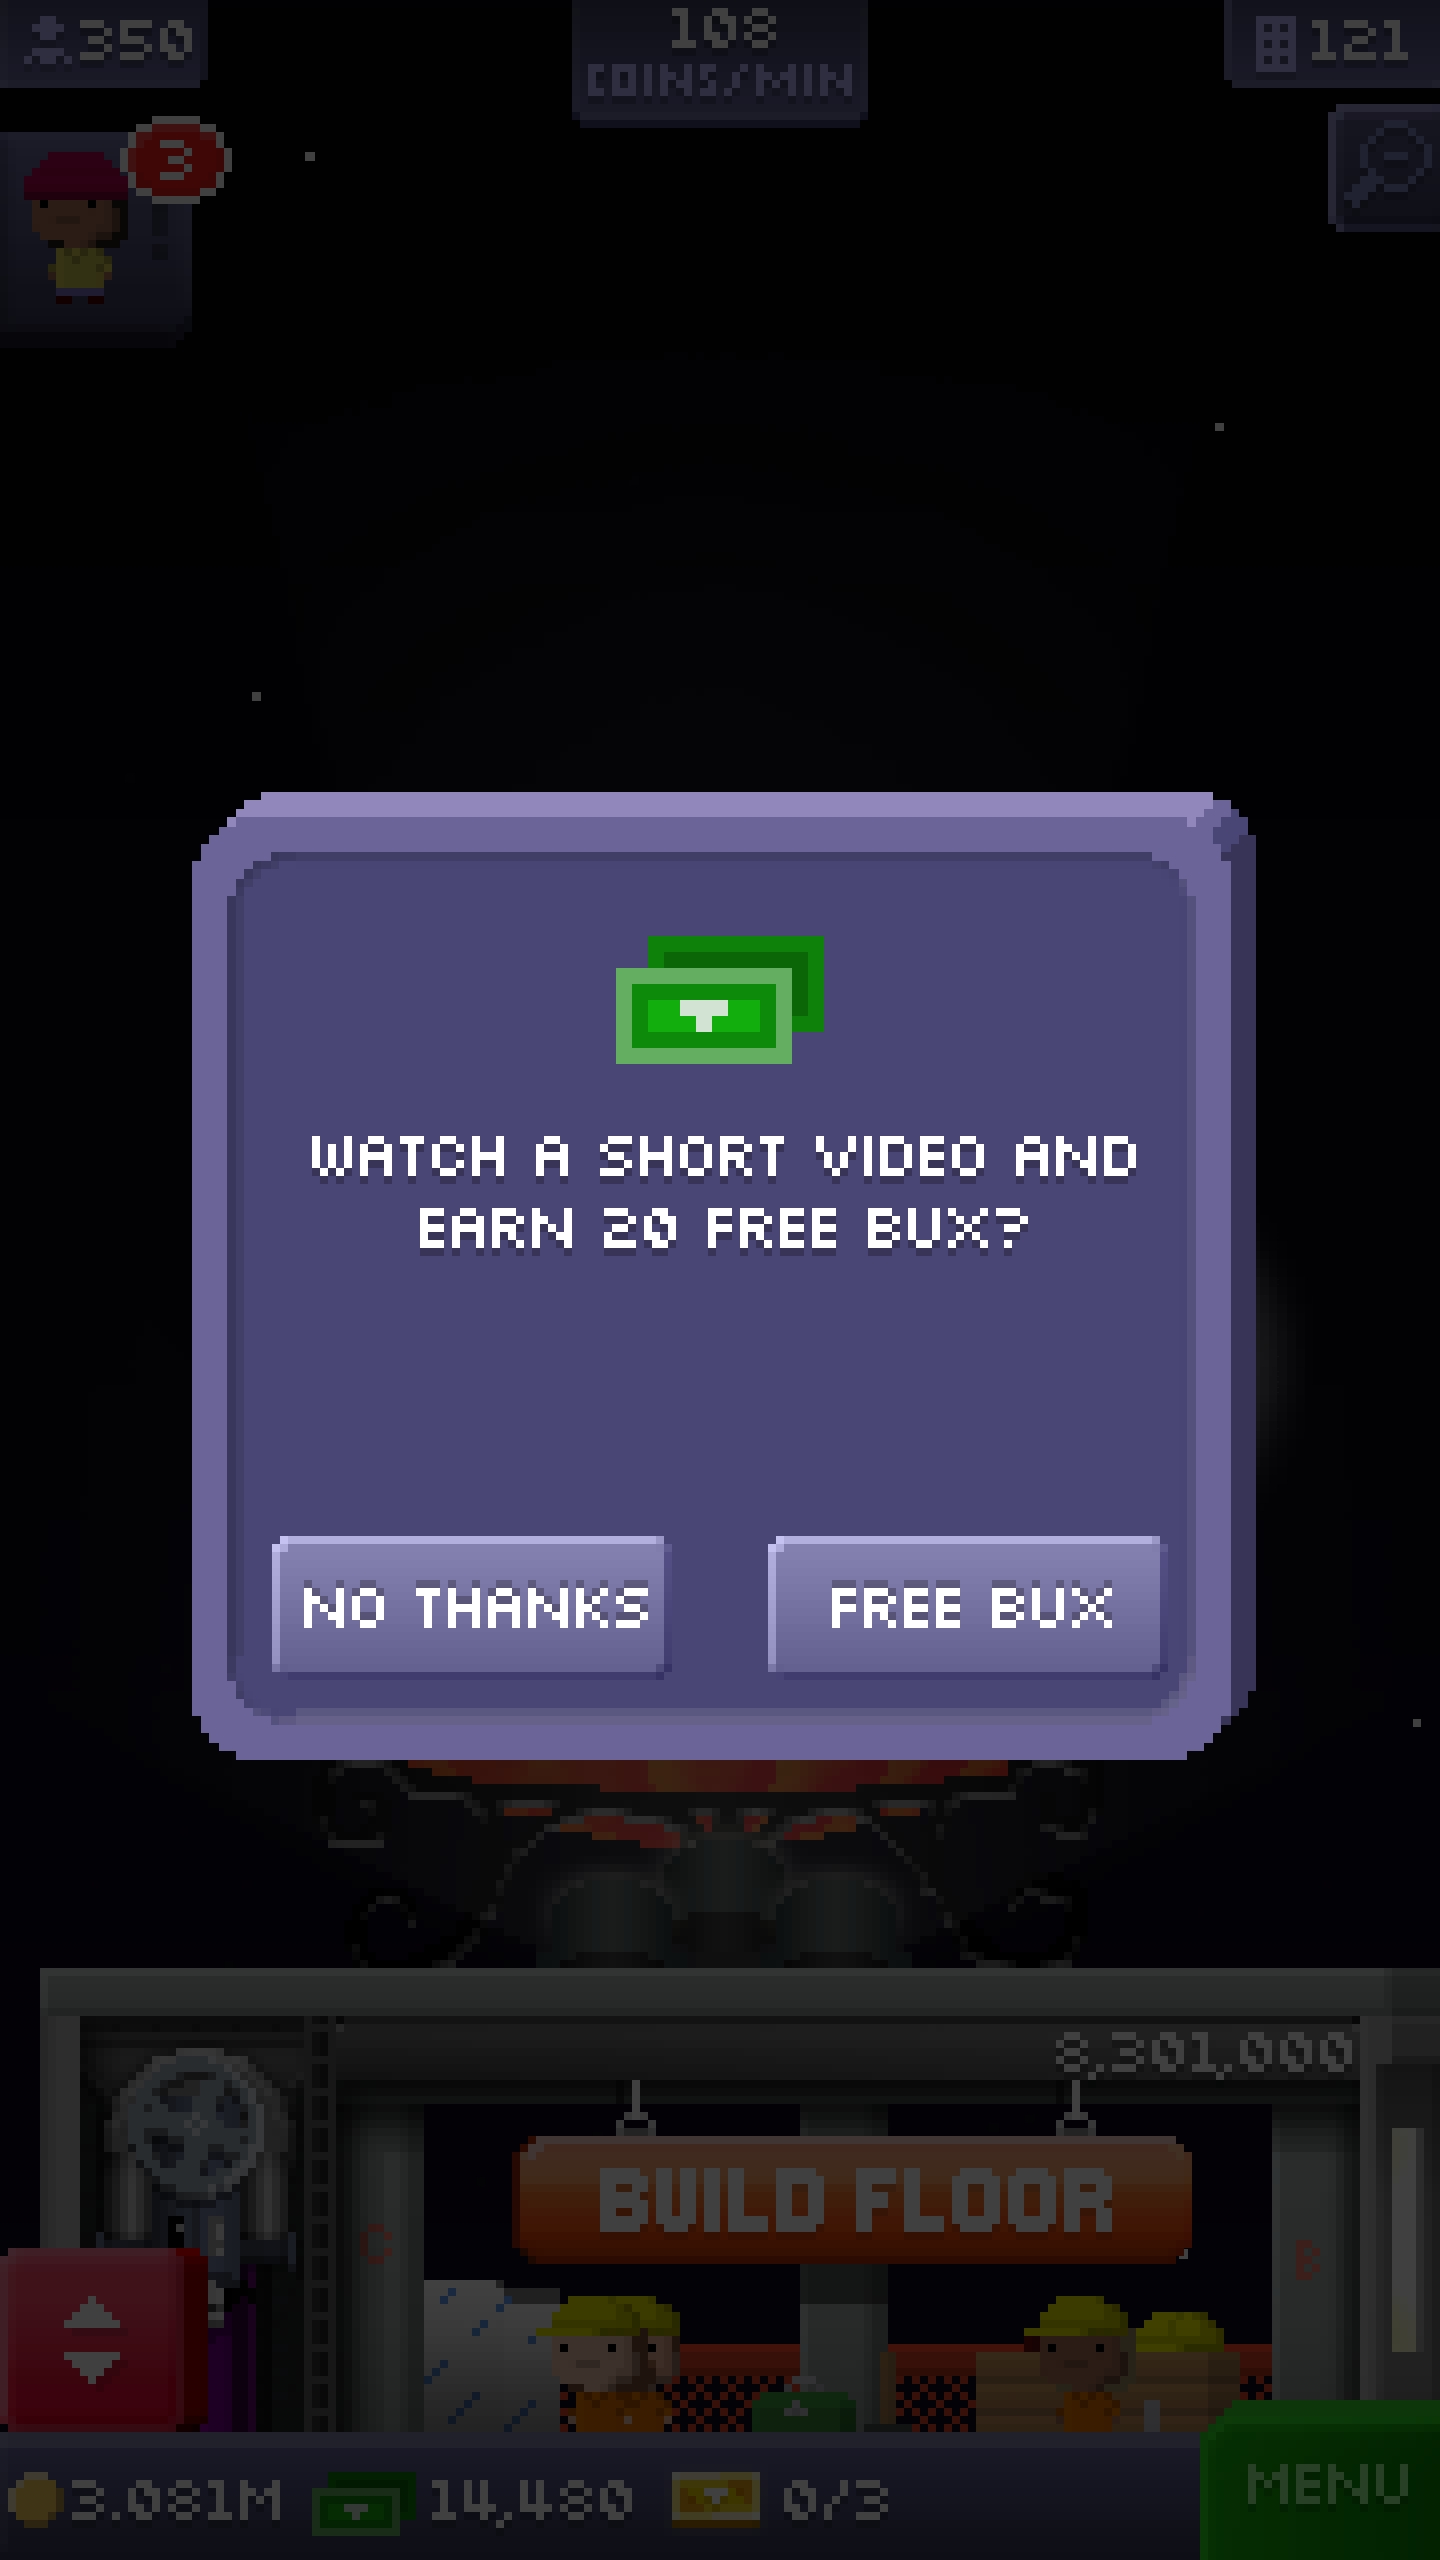 350
108
COINS/MIN
121
3
WATCH A SHORT VIDEO AND
EARN 20 FREE BUX?
NO THANKS
FREE BUX
8,301,000
BUILD FLOOR
C
B
3.081M
14,480
0/3
MENU